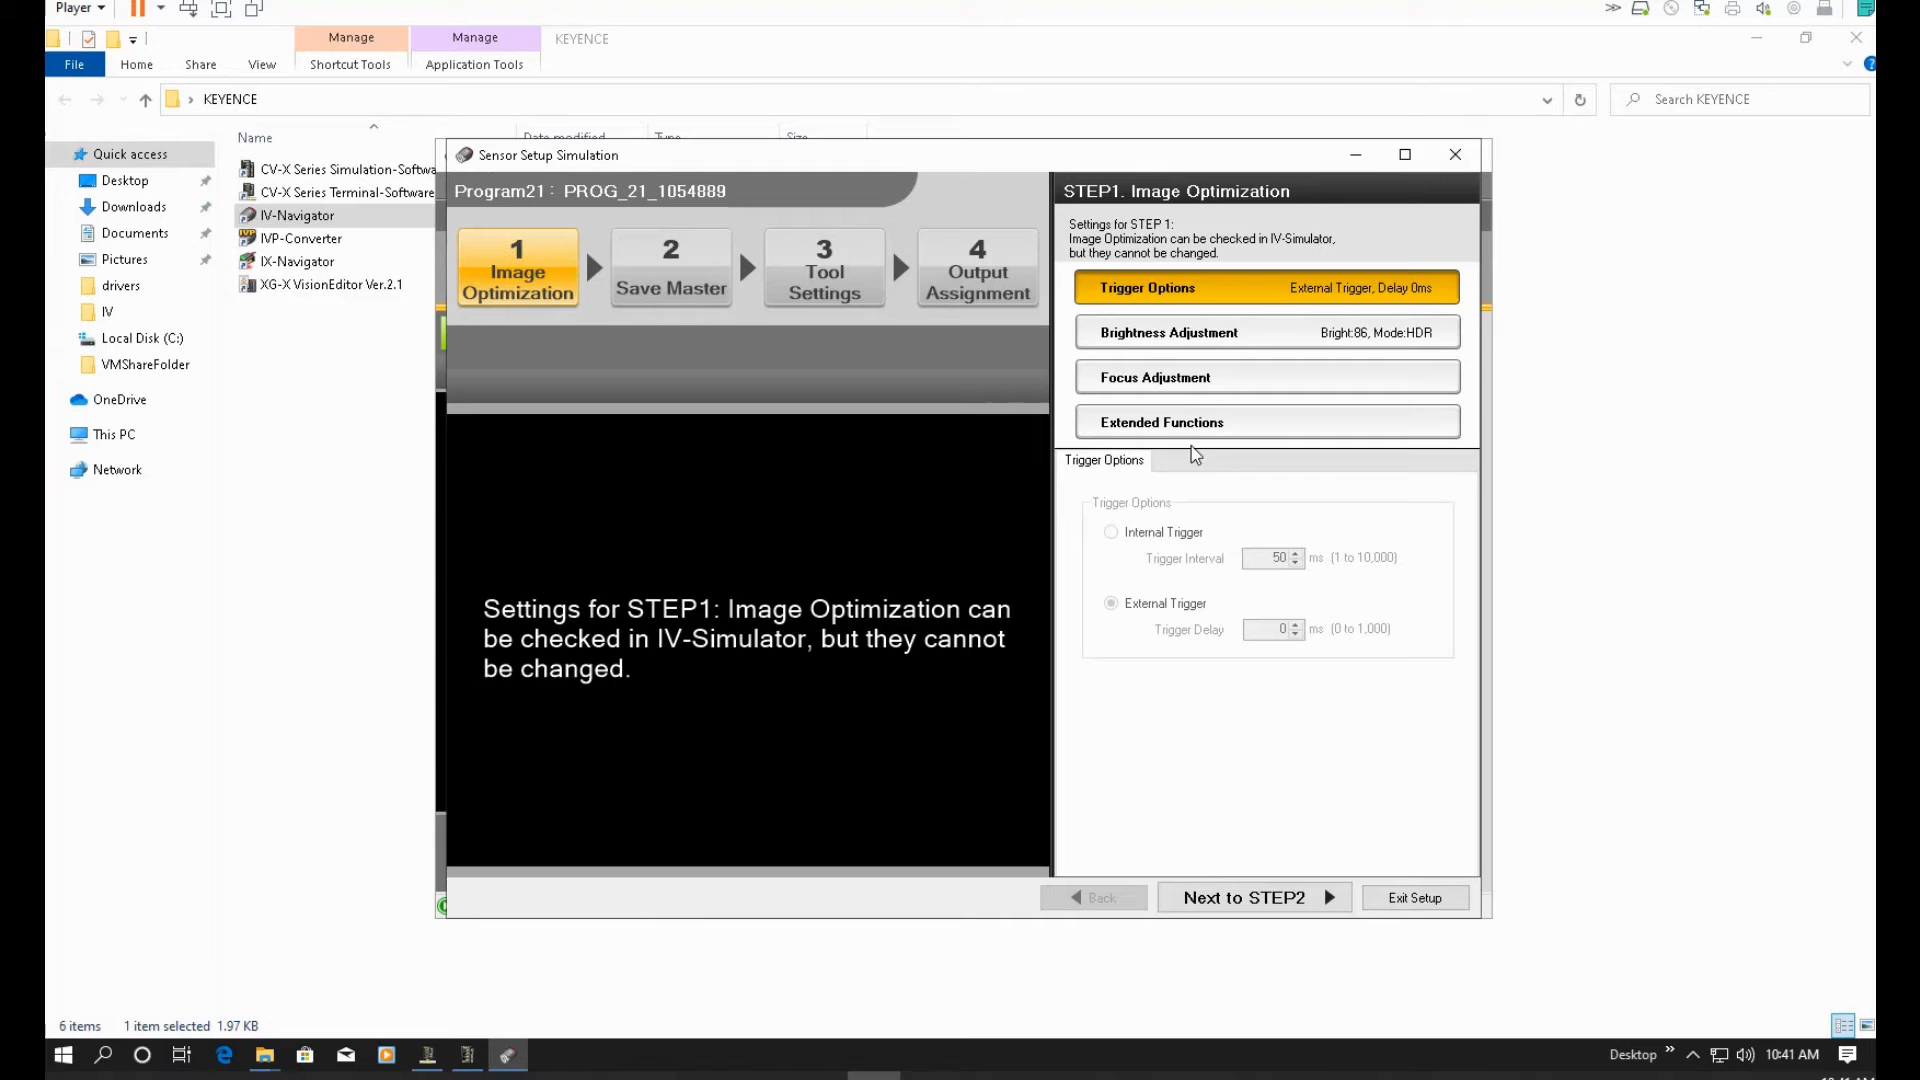 Player
Manage
Manage
KEYENCE
File
Home
Share
View
Shortcut Tools
Application Tools
KEYENCE
Search KEYENCE
Name
Date modified
Type
Size
Quick access
Desktop
Downloads
Documents
Pictures
drivers
IV
Local Disk (C:)
VMShareFolder
OneDrive
This PC
Network
CV-X Series Simulation-Softwa
CV-X Series Terminal-Software
IV-Navigator
IVP-Converter
IX-Navigator
XG-X VisionEditor Ver.2.1
Sensor Setup Simulation
Program21 : PROG_21_1054889
1
Image
Optimization
2
Save Master
3
Tool
Settings
4
Output
Assignment
Settings for STEP1: Image Optimization can
be checked in IV-Simulator, but they cannot
be changed.
STEP1. Image Optimization
Settings for STEP 1:
Image Optimization can be checked in IV-Simulator,
but they cannot be changed.
Trigger Options External Trigger, Delay 0ms
Brightness Adjustment Bright:86, Mode:HDR
Focus Adjustment
Extended Functions
Trigger Options
Trigger Options
Internal Trigger
Trigger Interval 50 ms (1 to 10,000)
External Trigger
Trigger Delay 0 ms (0 to 1,000)
Back
Next to STEP2
Exit Setup
6 items 1 item selected 1.97 KB
Desktop
10:41 AM